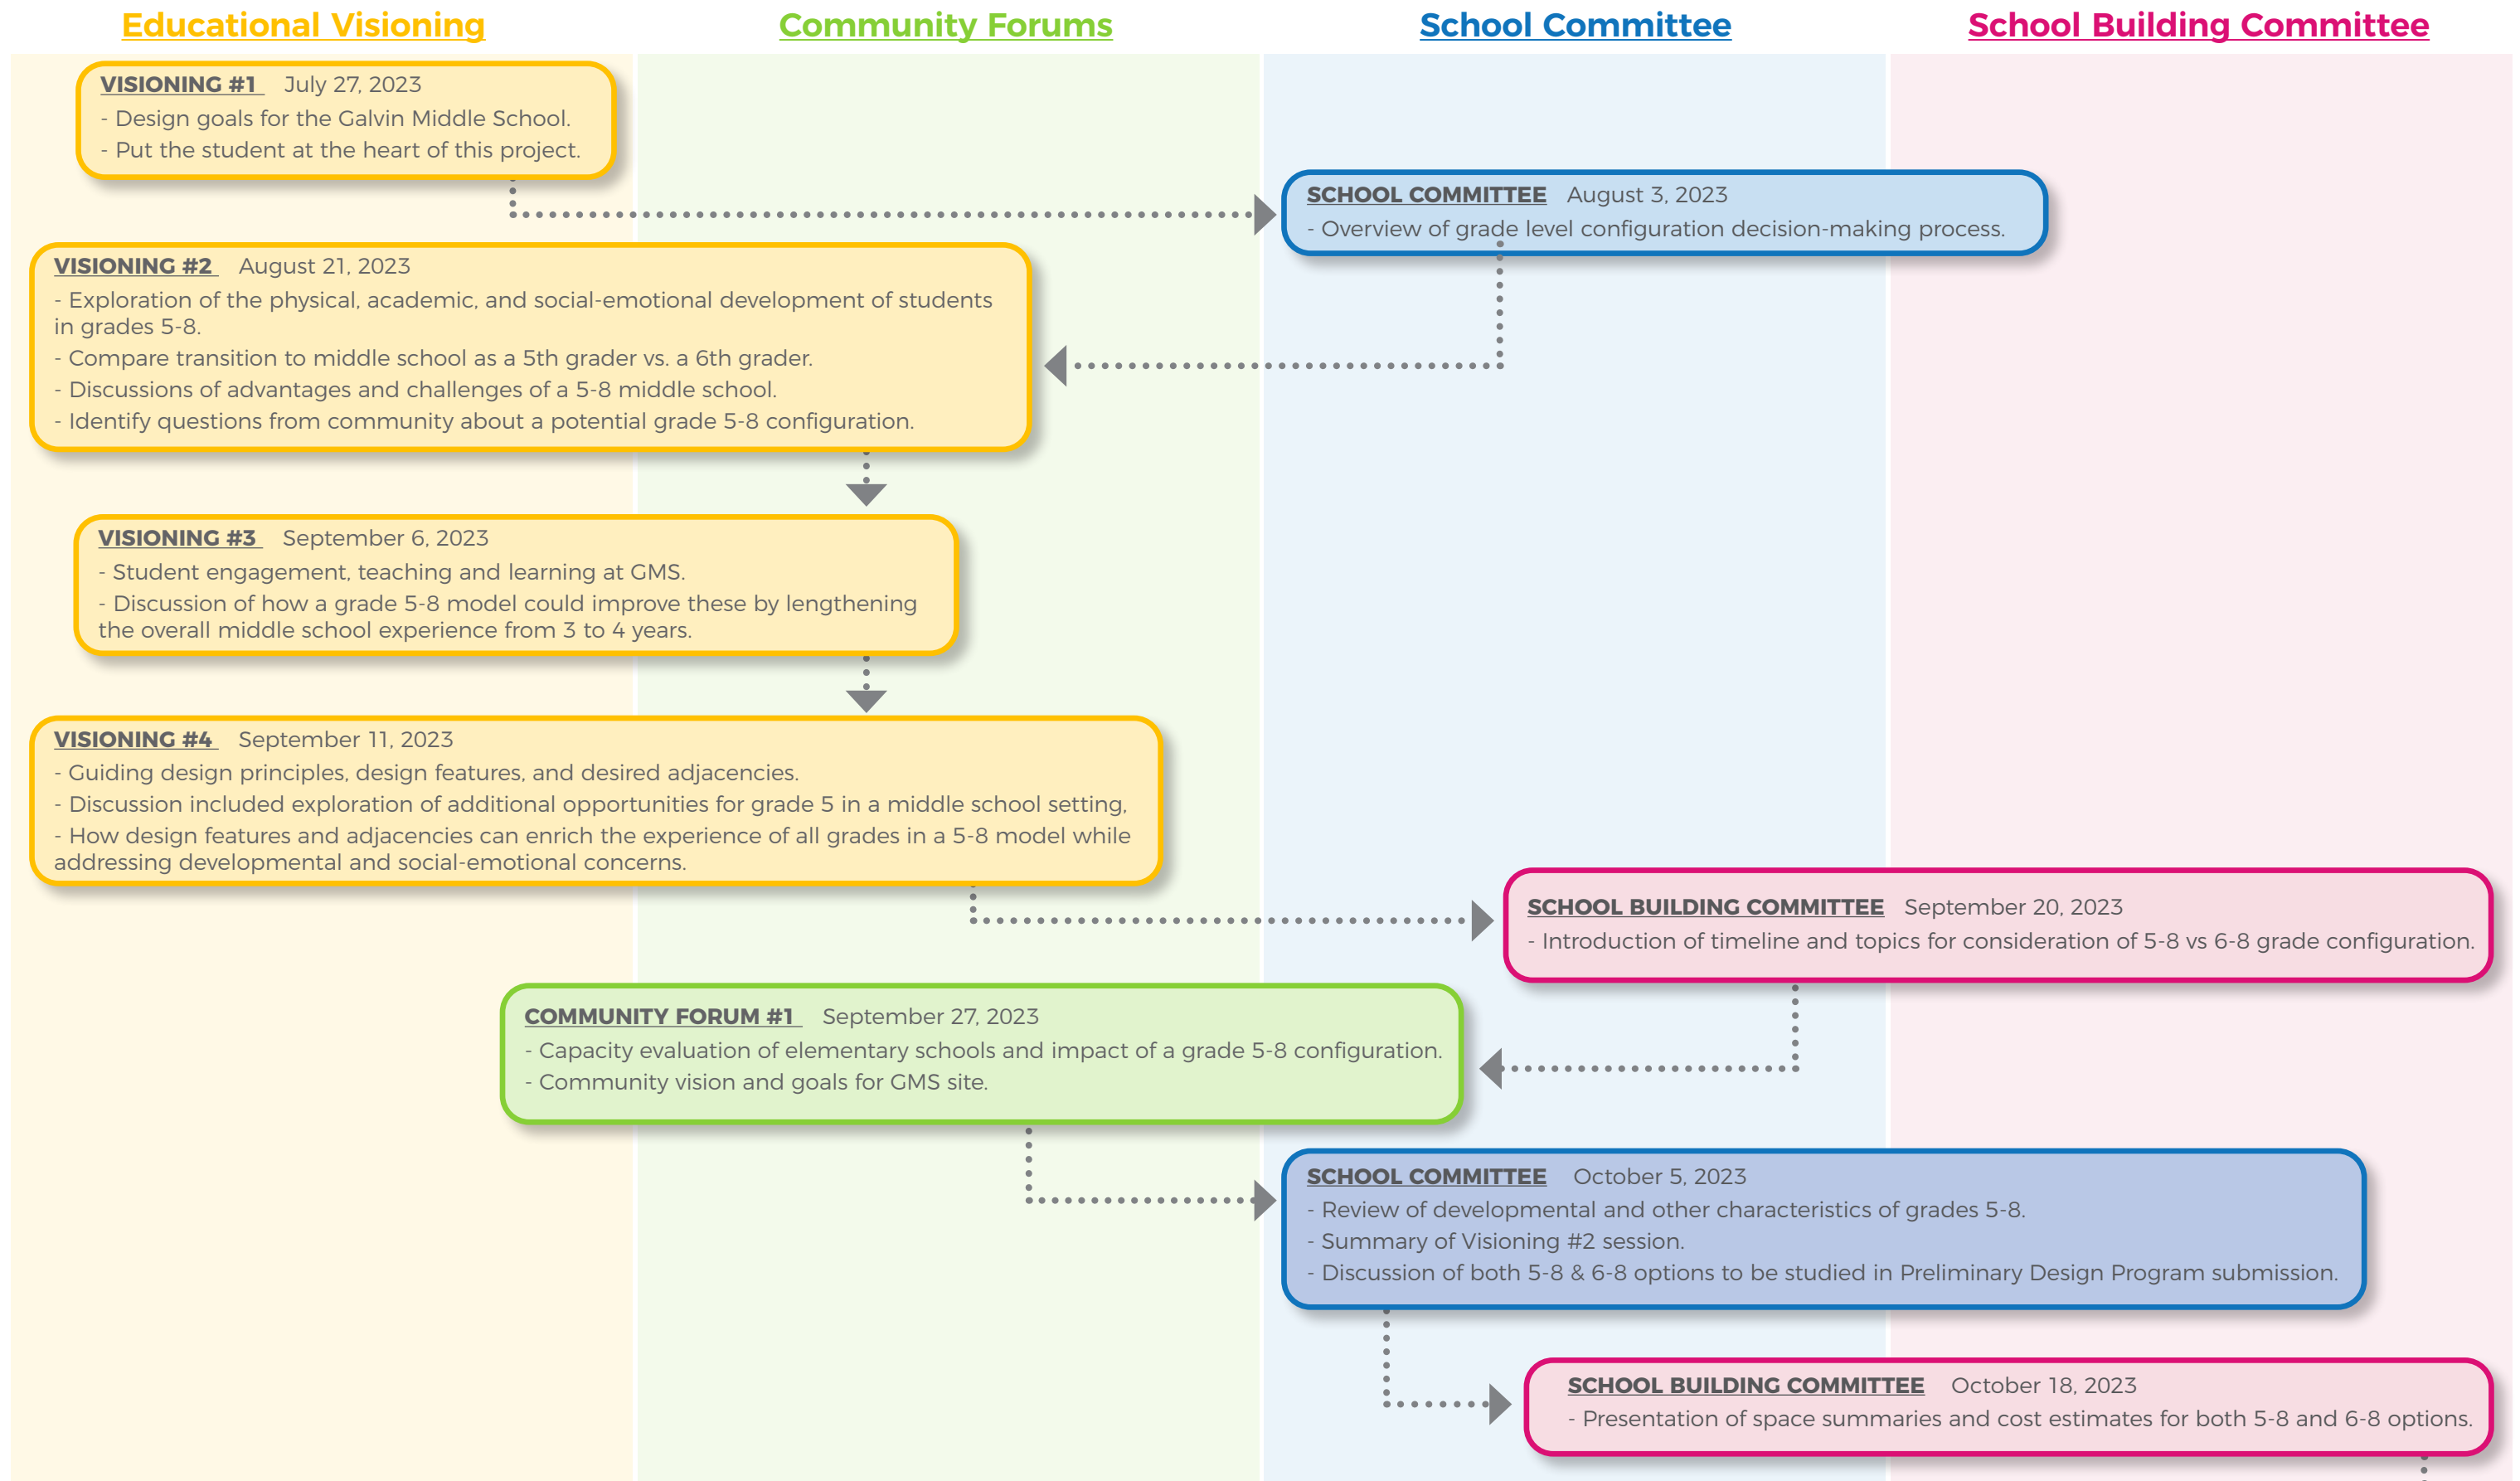 Educational Visioning
Community Forums
School Committee
School Building Committee
VISIONING #1 July 27, 2023
- Design goals for the Galvin Middle School.
- Put the student at the heart of this project.
SCHOOL COMMITTEE August 3, 2023
- Overview of grade level configuration decision-making process.
VISIONING #2 August 21, 2023
- Exploration of the physical, academic, and social-emotional development of students
in grades 5-8.
- Compare transition to middle school as a 5th grader vs. a 6th grader.
- Discussions of advantages and challenges of a 5-8 middle school.
- Identify questions from community about a potential grade 5-8 configuration.
VISIONING #3 September 6, 2023
- Student engagement, teaching and learning at GMS.
- Discussion of how a grade 5-8 model could improve these by lengthening
the overall middle school experience from 3 to 4 years.
VISIONING #4 September 11, 2023
- Guiding design principles, design features, and desired adjacencies.
- Discussion included exploration of additional opportunities for grade 5 in a middle school setting,
- How design features and adjacencies can enrich the experience of all grades in a 5-8 model while
addressing developmental and social-emotional concerns.
SCHOOL BUILDING COMMITTEE September 20, 2023
- Introduction of timeline and topics for consideration of 5-8 vs 6-8 grade configuration.
COMMUNITY FORUM #1 September 27, 2023
- Capacity evaluation of elementary schools and impact of a grade 5-8 configuration.
- Community vision and goals for GMS site.
SCHOOL COMMITTEE October 5, 2023
- Review of developmental and other characteristics of grades 5-8.
- Summary of Visioning #2 session.
- Discussion of both 5-8 & 6-8 options to be studied in Preliminary Design Program submission.
SCHOOL BUILDING COMMITTEE October 18, 2023
- Presentation of space summaries and cost estimates for both 5-8 and 6-8 options.